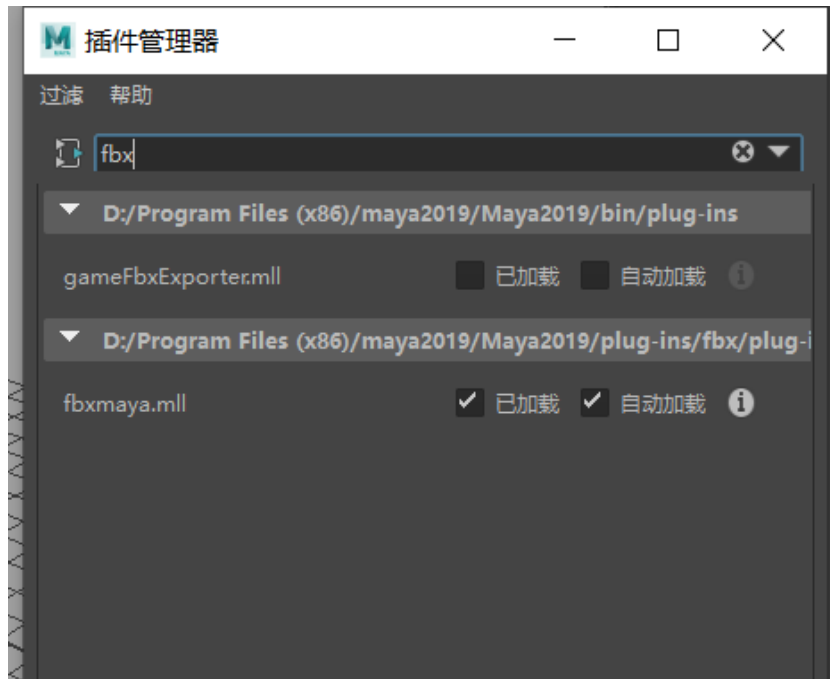 插件管理器
过滤 帮助
fbx
D:/Program Files (x86)/maya2019/Maya2019/bin/plug-ins
gameFbxExporter.mll 已加载 自动加载
D:/Program Files (x86)/maya2019/Maya2019/plug-ins/fbx/plug-i
fbxmaya.mll 已加载 自动加载